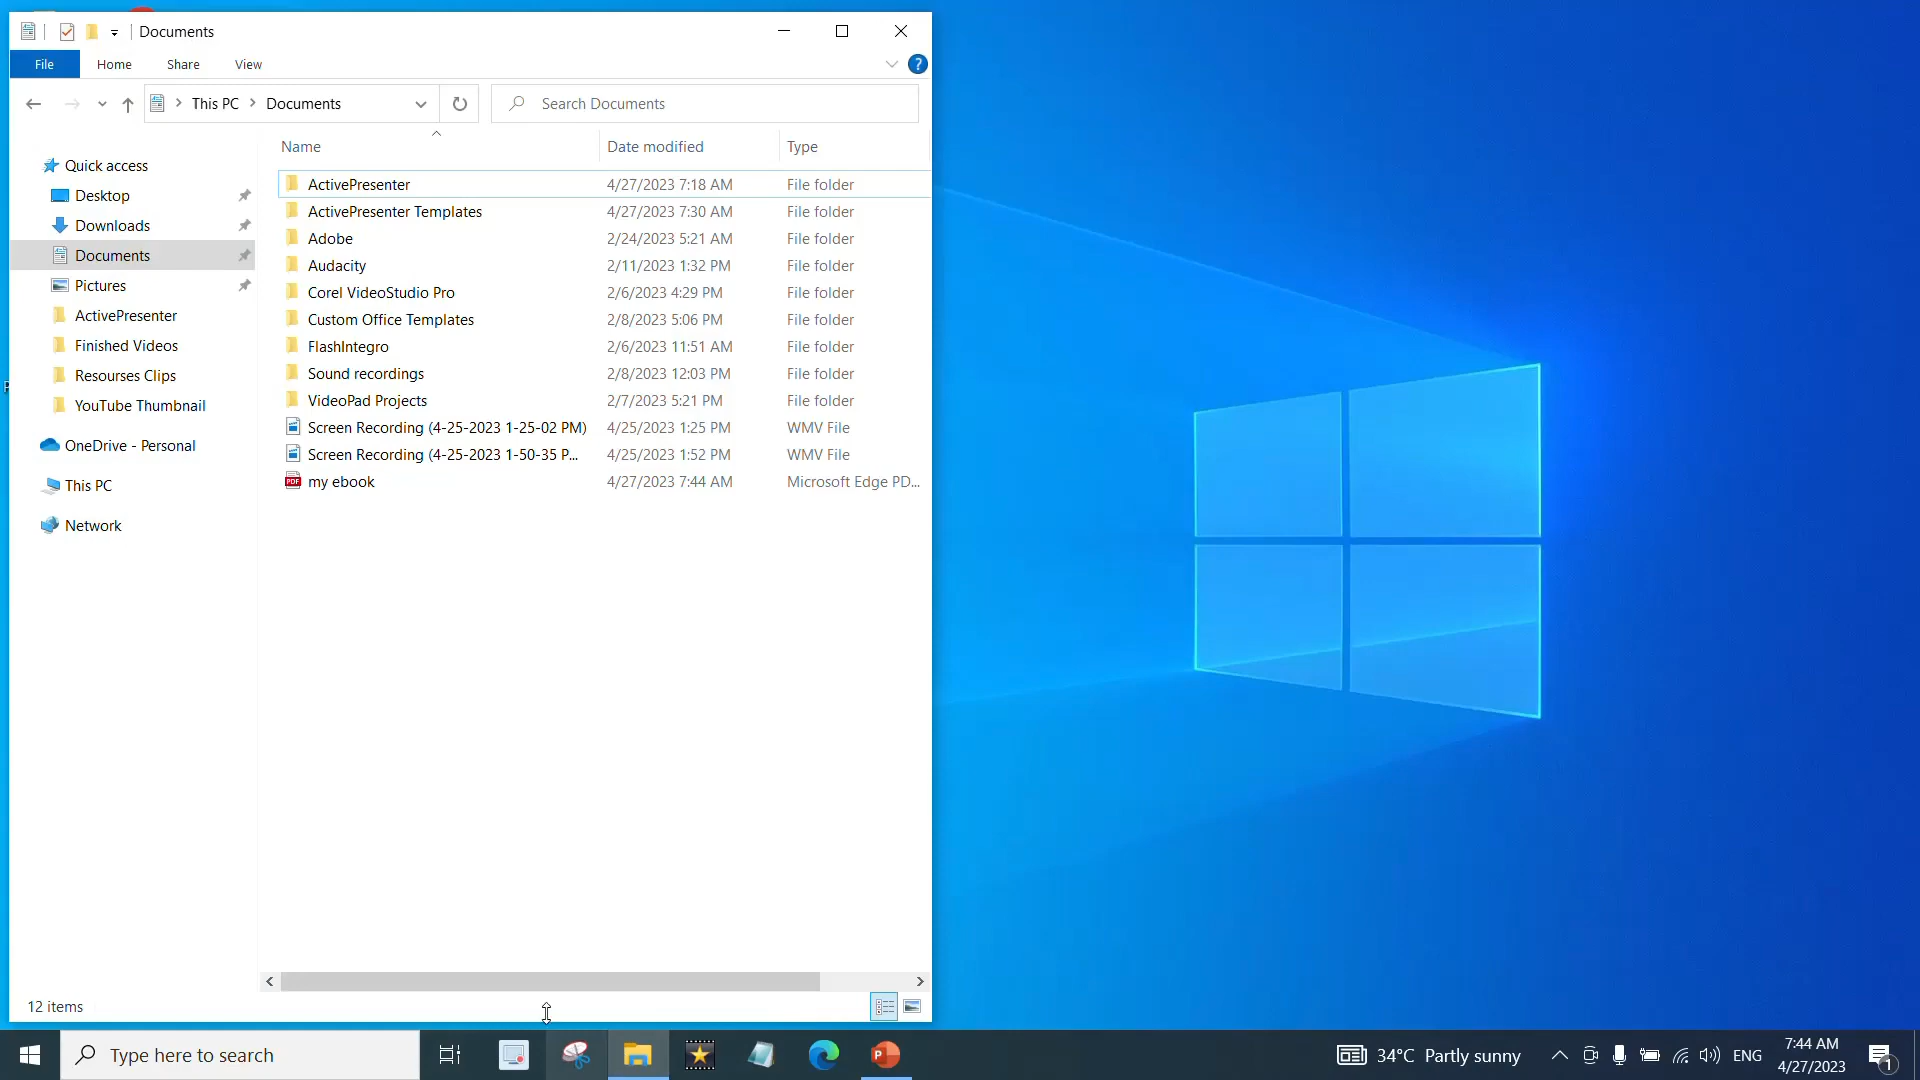 Documents
File Home Share View
This PC Documents
Search Documents
Name Date modified Type
Quick access
Desktop
Downloads
Documents
Pictures
ActivePresenter
Finished Videos
Resourses Clips
YouTube Thumbnail
OneDrive - Personal
This PC
Network
ActivePresenter 4/27/2023 7:18 AM File folder
ActivePresenter Templates 4/27/2023 7:30 AM File folder
Adobe 2/24/2023 5:21 AM File folder
Audacity 2/11/2023 1:32 PM File folder
Corel VideoStudio Pro 2/6/2023 4:29 PM File folder
Custom Office Templates 2/8/2023 5:06 PM File folder
FlashIntegro 2/6/2023 11:51 AM File folder
Sound recordings 2/8/2023 12:03 PM File folder
VideoPad Projects 2/7/2023 5:21 PM File folder
Screen Recording (4-25-2023 1-25-02 PM) 4/25/2023 1:25 PM WMV File
Screen Recording (4-25-2023 1-50-35 P... 4/25/2023 1:52 PM WMV File
PDF my ebook 4/27/2023 7:44 AM Microsoft Edge PD...
12 items
Type here to search
34°C Partly sunny
ENG
7:44 AM
4/27/2023
1